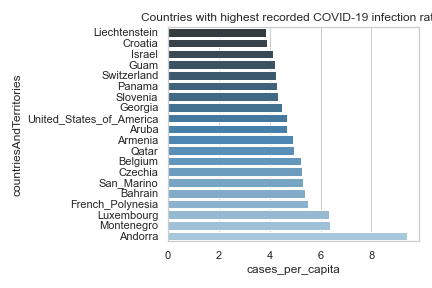 Countries with highest recorded COVID-19 infection rat
Liechtenstein
Croatia
Israel
Guam
Switzerland
Panama
Slovenia
Georgia
United_States_of_America
Aruba
Armenia
Qatar
Belgium
Czechia
San_Marino
Bahrain
French_Polynesia
Luxembourg
Montenegro
Andorra
countriesAndTerritories
0 2 4 6 8
cases_per_capita